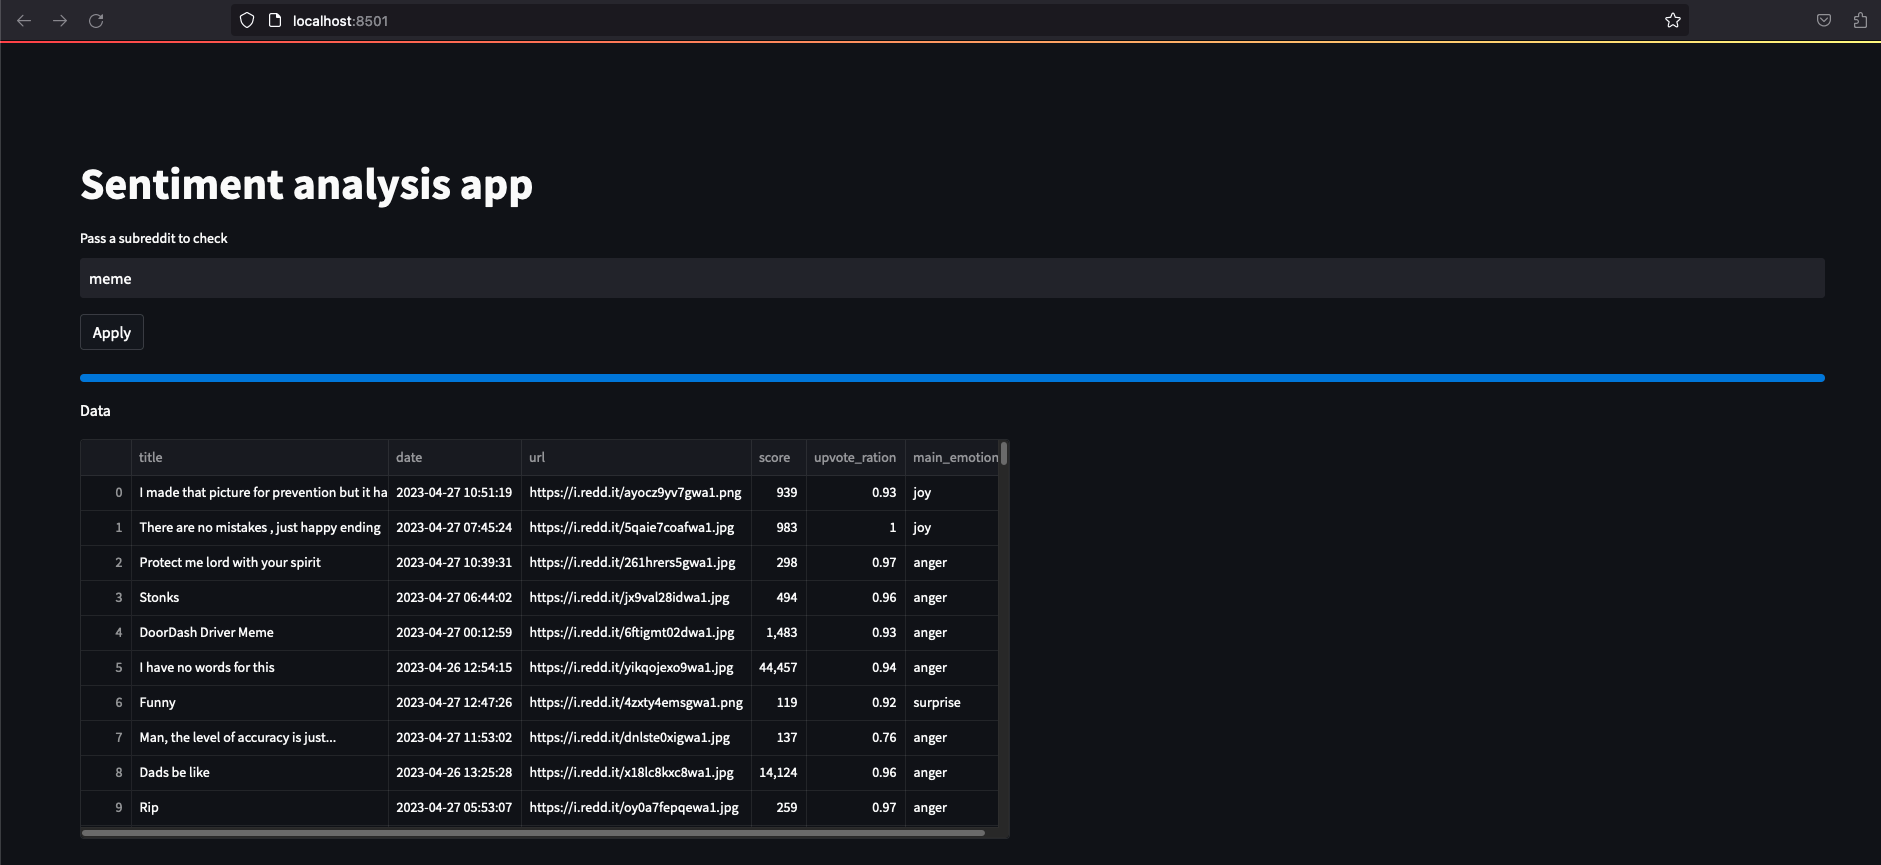 localhost:8501
Sentiment analysis app
Pass a subreddit to check
meme
Apply
Data
title date url score upvote_ration main_emotion
0 I made that picture for prevention but it ha 2023-04-27 10:51:19 https://i.redd.it/ayocz9yv7gwa1.png 939 0.93 joy
1 There are no mistakes , just happy ending 2023-04-27 07:45:24 https://i.redd.it/5qaie7coafwa1.jpg 983 1 joy
2 Protect me lord with your spirit 2023-04-27 10:39:31 https://i.redd.it/261hrers5gwa1.jpg 298 0.97 anger
3 Stonks 2023-04-27 06:44:02 https://i.redd.it/jx9val28idwa1.jpg 494 0.96 anger
4 DoorDash Driver Meme 2023-04-27 00:12:59 https://i.redd.it/6ftigmt02dwa1.jpg 1,483 0.93 anger
5 I have no words for this 2023-04-26 12:54:15 https://i.redd.it/yikqojexo9wa1.jpg 44,457 0.94 anger
6 Funny 2023-04-27 12:47:26 https://i.redd.it/4zxty4emsgwa1.png 119 0.92 surprise
7 Man, the level of accuracy is just... 2023-04-27 11:53:02 https://i.redd.it/dnlste0xigwa1.jpg 137 0.76 anger
8 Dads be like 2023-04-26 13:25:28 https://i.redd.it/x18lc8kxc8wa1.jpg 14,124 0.96 anger
9 Rip 2023-04-27 05:53:07 https://i.redd.it/oy0a7fepqewa1.jpg 259 0.97 anger